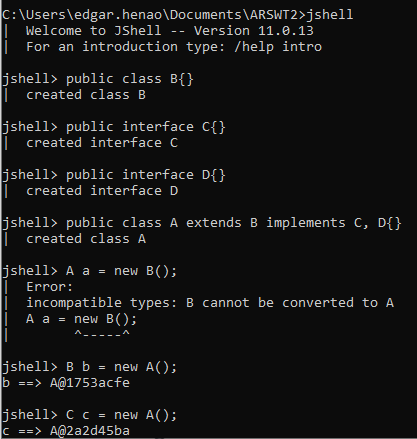 C:\Users\edgar.henao\Documents\ARSWT2>jshell
|  Welcome to JShell -- Version 11.0.13
|  For an introduction type: /help intro
jshell> public class B{}
|  created class B
jshell> public interface C{}
|  created interface C
jshell> public interface D{}
|  created interface D
jshell> public class A extends B implements C, D{}
|  created class A
jshell> A a = new B();
|  Error:
|  incompatible types: B cannot be converted to A
|  A a = new B();
|        ^-----^
jshell> B b = new A();
b ==> A@1753acfe
jshell> C c = new A();
c ==> A@2a2d45ba